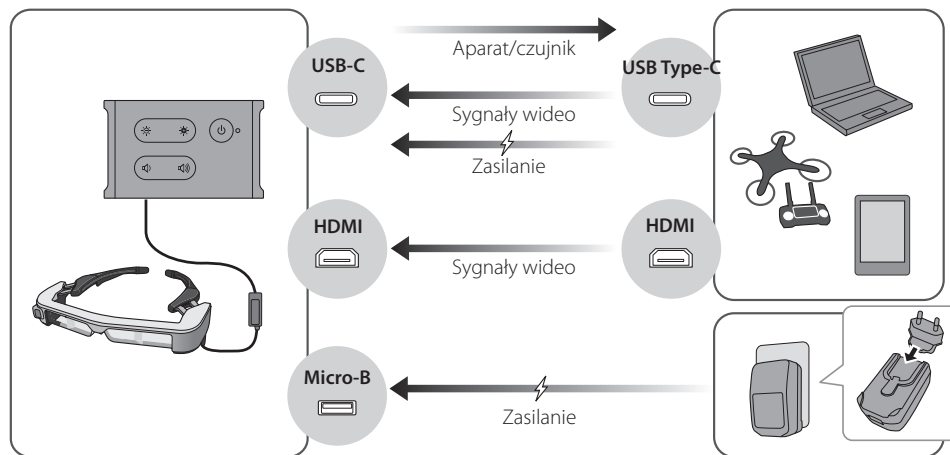 Aparat/czujnik
USB-C
USB Type-C
Sygnały wideo
Zasilanie
HDMI
HDMI
Sygnały wideo
Micro-B
Zasilanie